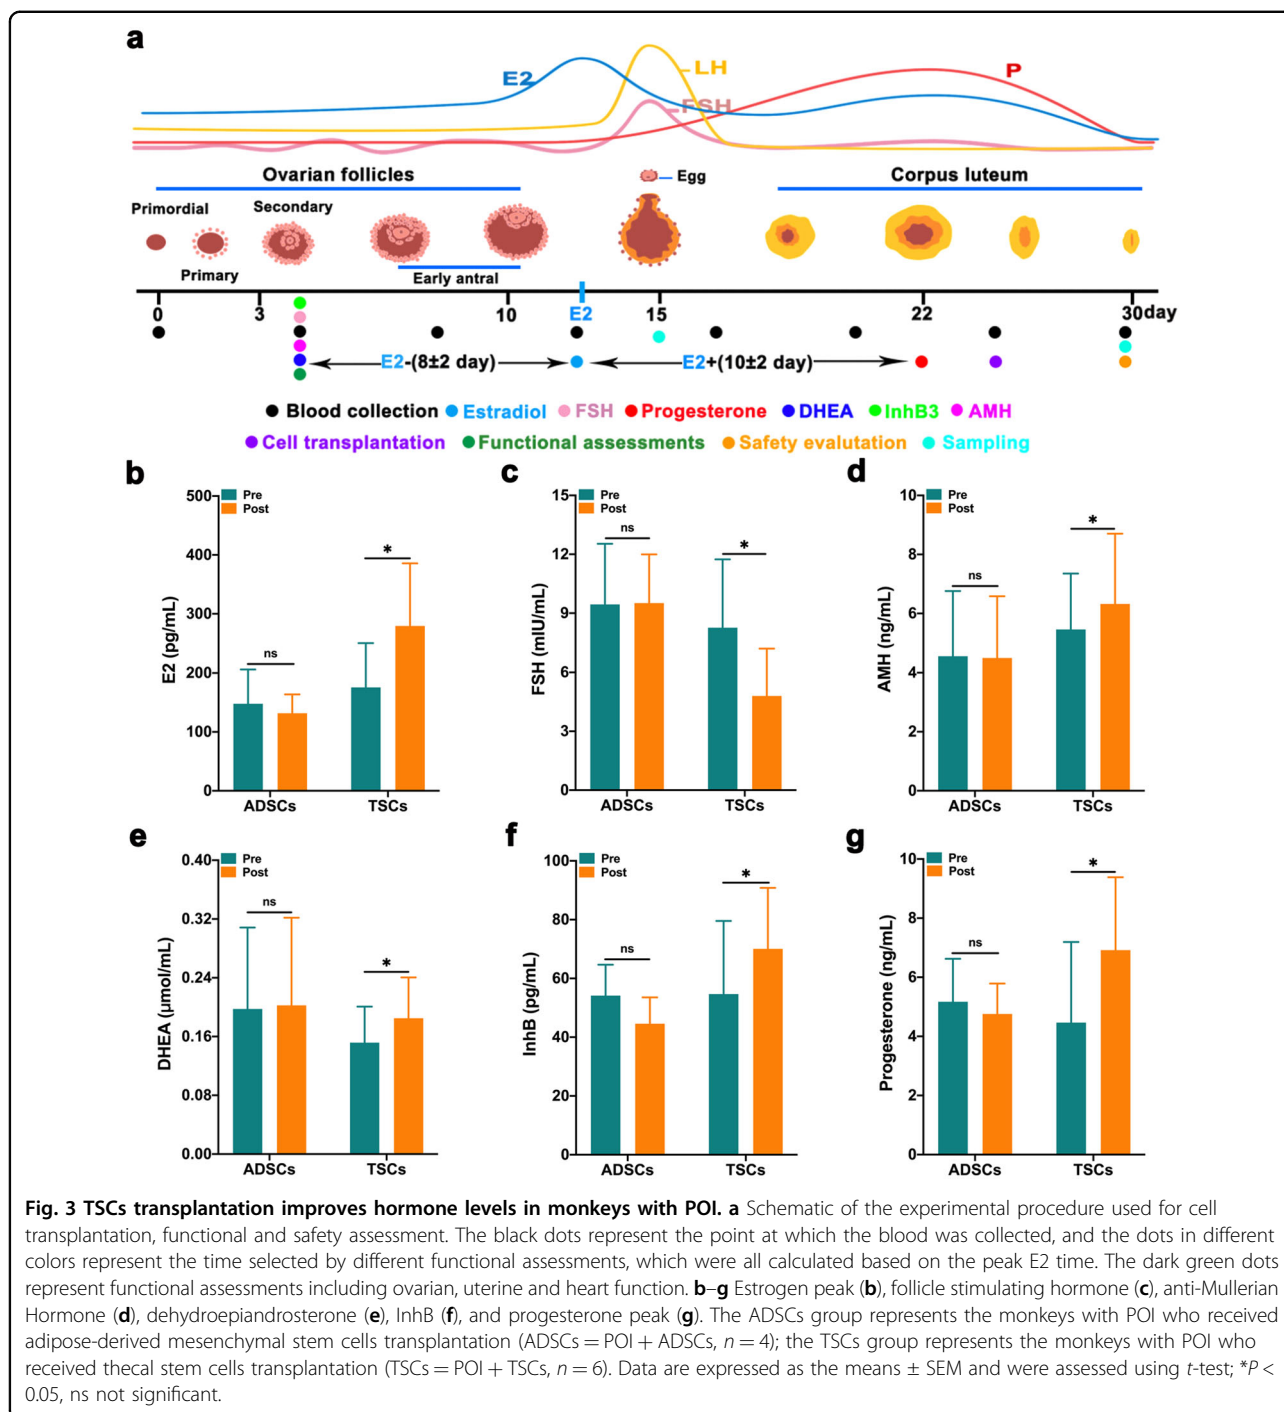 a
E2
LH
FSH
P
Ovarian follicles
Egg
Corpus luteum
Primordial
Secondary
Primary
Early antral
0 3 10 E2 15 22 30day
E2-(8±2 day) E2+(10±2 day)
Blood collection Estradiol FSH Progesterone DHEA InhB3 AMH
Cell transplantation Functional assessments Safety evalutation Sampling
b
Pre
Post
E2 (pg/mL)
500
400
300
200
100
0
ns
*
ADSCs TSCs
c
Pre
Post
FSH (mIU/mL)
15
12
9
6
3
0
ns
*
ADSCs TSCs
d
Pre
Post
AMH (ng/mL)
10
8
6
4
2
0
ns
*
ADSCs TSCs
e
Pre
Post
DHEA (μmol/mL)
0.40
0.32
0.24
0.16
0.08
0.00
ns
*
ADSCs TSCs
f
Pre
Post
InhB (pg/mL)
100
80
60
40
20
0
ns
*
ADSCs TSCs
g
Pre
Post
Progesterone (ng/mL)
10
8
6
4
2
0
ns
*
ADSCs TSCs
Fig. 3 TSCs transplantation improves hormone levels in monkeys with POI. a Schematic of the experimental procedure used for cell
transplantation, functional and safety assessment. The black dots represent the point at which the blood was collected, and the dots in different
colors represent the time selected by different functional assessments, which were all calculated based on the peak E2 time. The dark green dots
represent functional assessments including ovarian, uterine and heart function. b–g Estrogen peak (b), follicle stimulating hormone (c), anti-Mullerian
Hormone (d), dehydroepiandrosterone (e), InhB (f), and progesterone peak (g). The ADSCs group represents the monkeys with POI who received
adipose-derived mesenchymal stem cells transplantation (ADSCs = POI + ADSCs, n = 4); the TSCs group represents the monkeys with POI who
received thecal stem cells transplantation (TSCs = POI + TSCs, n = 6). Data are expressed as the means ± SEM and were assessed using t-test; *P <
0.05, ns not significant.